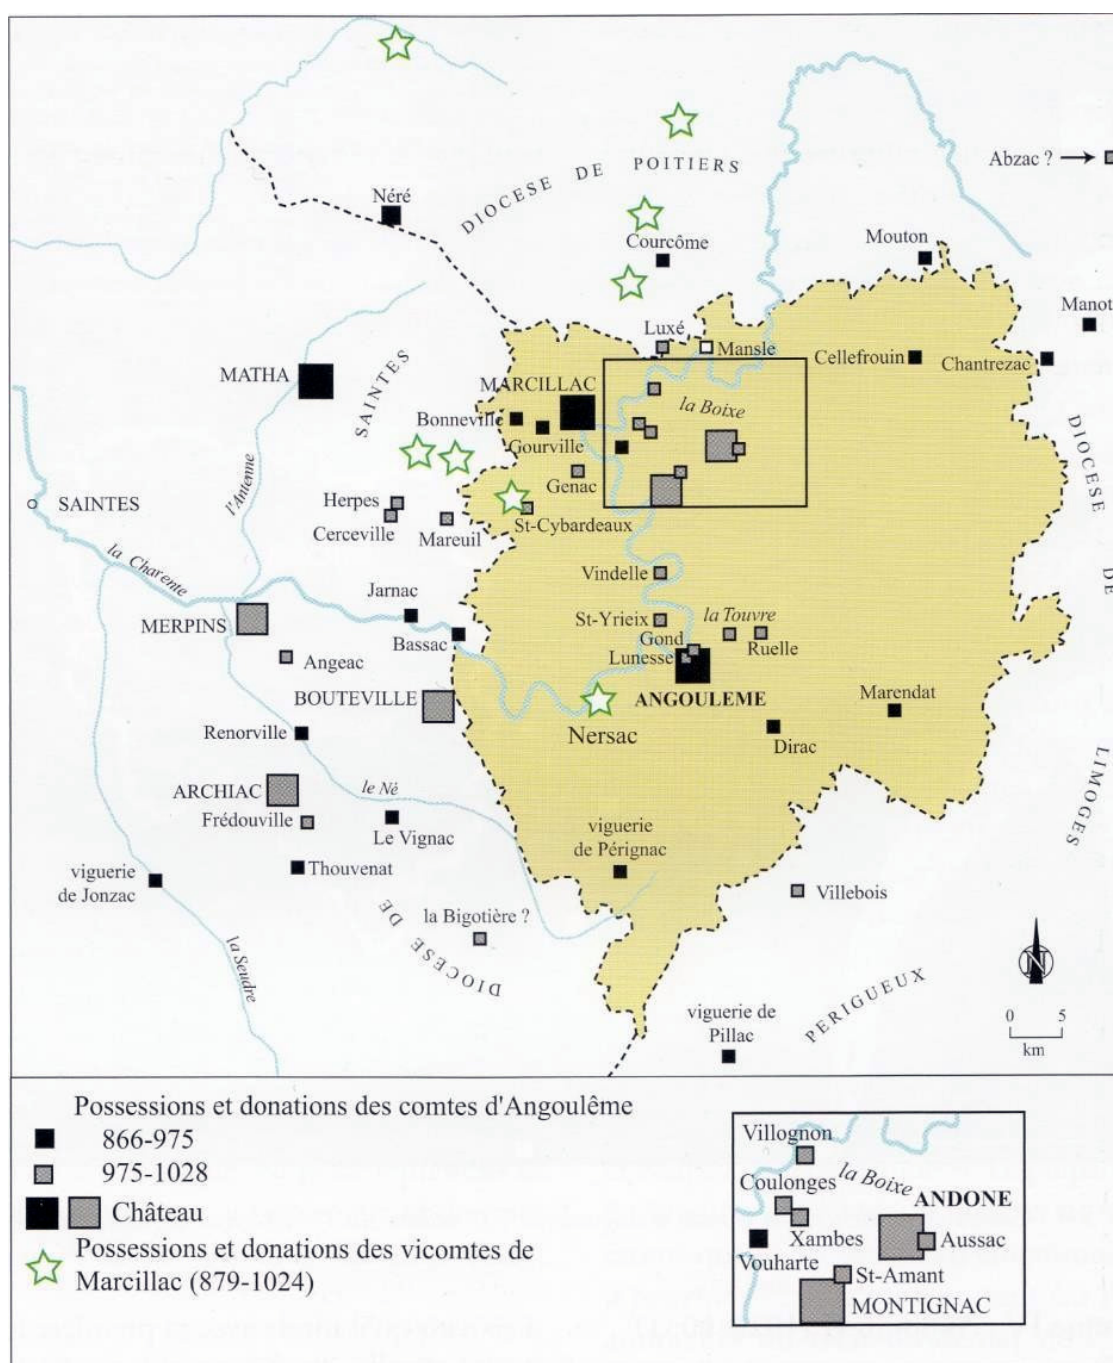 DIOCESE DE POITIERS
Abzac ?
Néré
Courcôme
Mouton
Manot
Luxé
Mansle
Cellefrouin
Chantrezac
MATHA
SAINTES
MARCILLAC
la Boixe
Bonneville
Gourville
DIOCESE
l'Antenne
Genac
SAINTES
Herpes
Cerceville
Mareuil
St-Cybardeaux
la Charente
Vindelle
DE
Jarnac
St-Yrieix
la Touvre
MERPINS
Gond
Ruelle
Bassac
Lunesse
Angeac
BOUTEVILLE
ANGOULEME
Marendat
Renorville
Nersac
Dirac
LIMOGES
ARCHIAC
le Né
Frédouville
Le Vignac
viguerie
de Pérignac
viguerie
de Jonzac
Thouvenat
Villebois
la Bigotière ?
DIOCESE DE
la Seudre
N
PERIGUEUX
viguerie de
Pillac
0 5
km
Possessions et donations des comtes d'Angoulême
866-975
975-1028
Château
Possessions et donations des vicomtes de
Marcillac (879-1024)
Villognon
la Boixe
Coulonges
ANDONE
Xambes
Aussac
Vouharte
St-Amant
MONTIGNAC